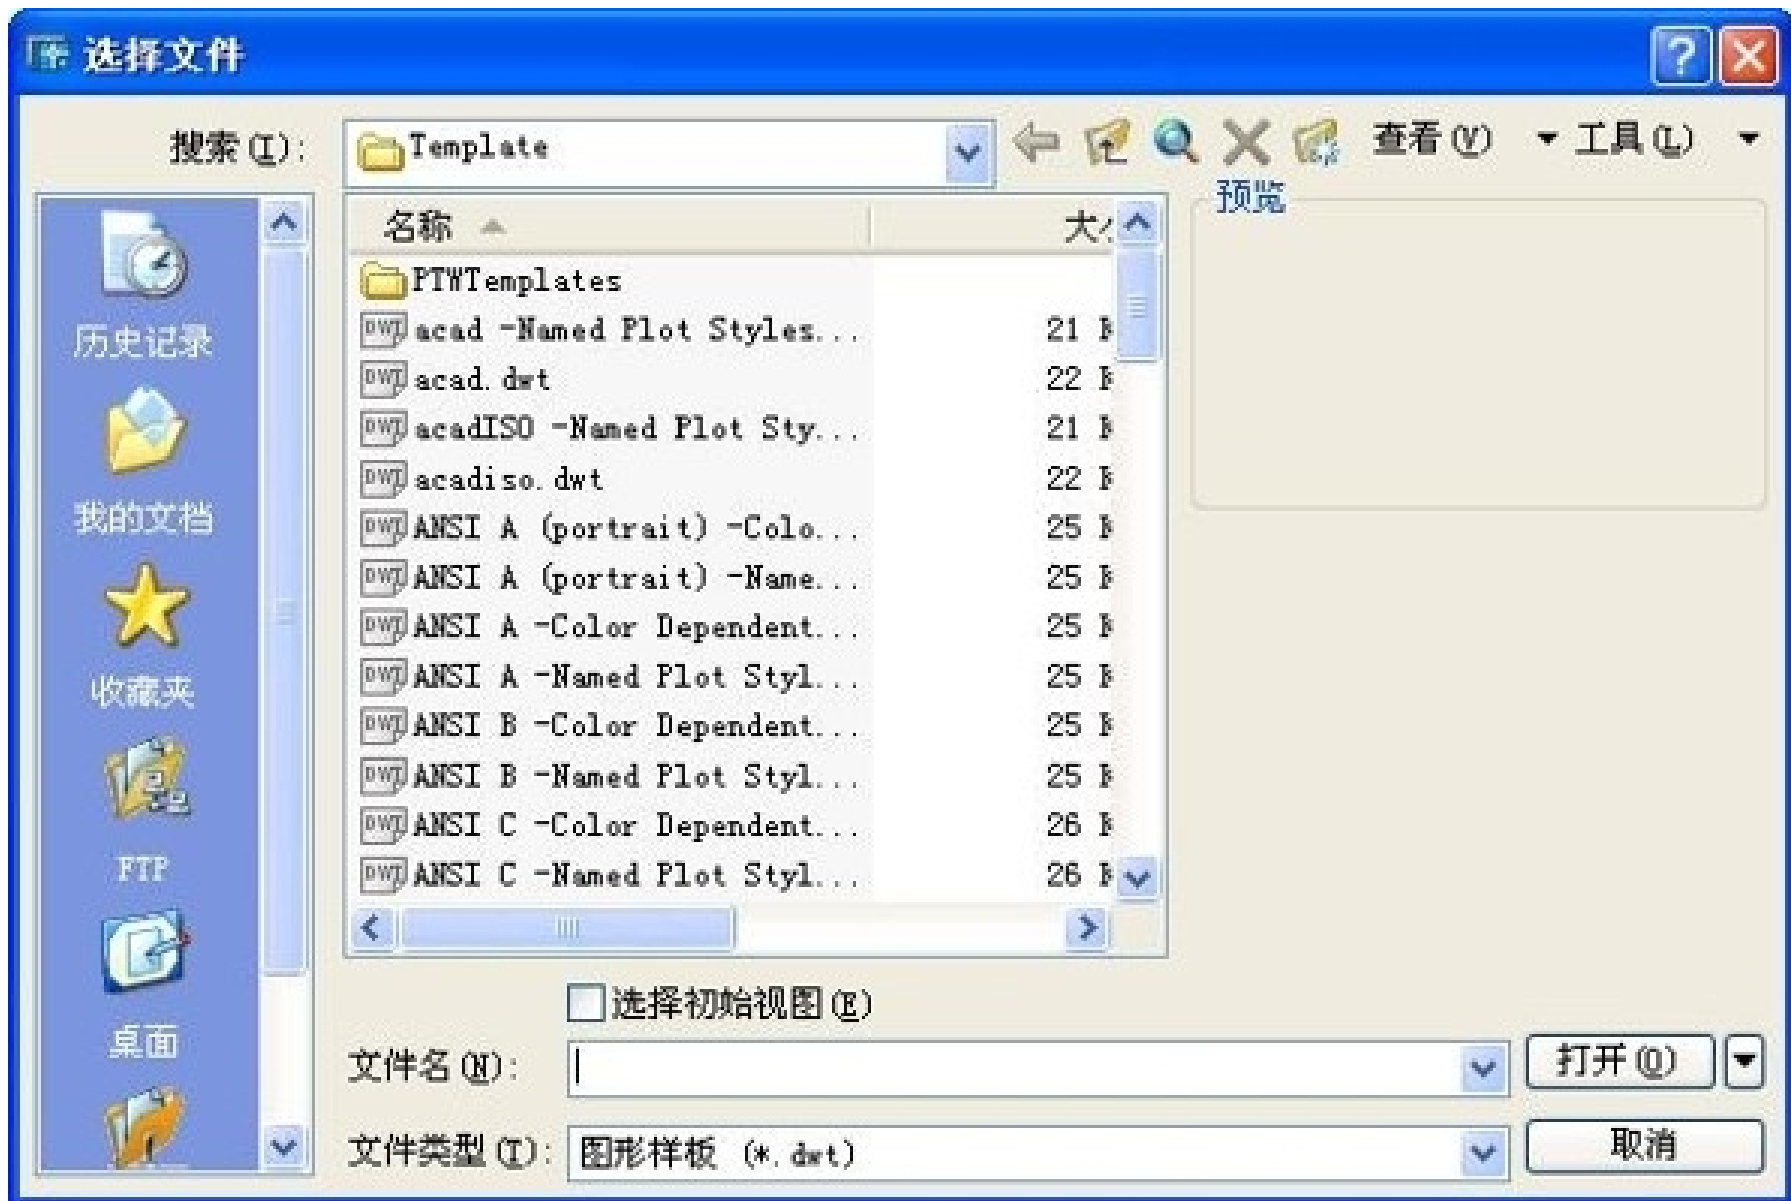 选择文件
搜索(I):
Template
查看(V)
工具(L)
历史记录
我的文档
收藏夹
FTP
桌面
名称
大小
PTWTemplates
acad -Named Plot Styles... 21 K
acad.dwt 22 K
acadISO -Named Plot Sty... 21 K
acadiso.dwt 22 K
ANSI A (portrait) -Colo... 25 K
ANSI A (portrait) -Name... 25 K
ANSI A -Color Dependent... 25 K
ANSI A -Named Plot Styl... 25 K
ANSI B -Color Dependent... 25 K
ANSI B -Named Plot Styl... 25 K
ANSI C -Color Dependent... 26 K
ANSI C -Named Plot Styl... 26 K
预览
选择初始视图(E)
文件名(N):
打开(O)
文件类型(T): 图形样板 (*.dwt)
取消